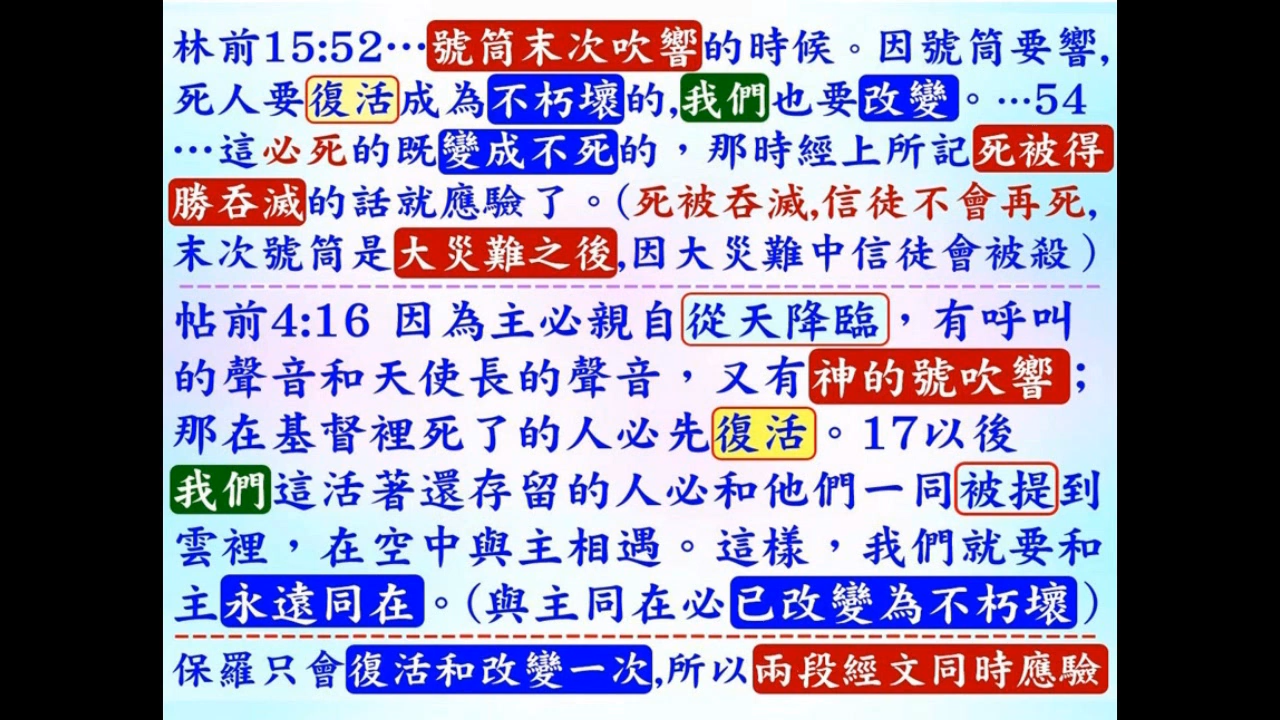 林前15:52…號筒末次吹響的時候。因號筒要響,
死人要復活成為不朽壞的,我們也要改變。…54
…這必死的既變成不死的，那時經上所記死被得
勝吞滅的話就應驗了。(死被吞滅,信徒不會再死,
末次號筒是大災難之後,因大災難中信徒會被殺)
帖前4:16 因為主必親自從天降臨，有呼叫
的聲音和天使長的聲音，又有神的號吹響；
那在基督裡死了的人必先復活。17以後
我們這活著還存留的人必和他們一同被提到
雲裡，在空中與主相遇。這樣，我們就要和
主永遠同在。(與主同在必已改變為不朽壞)
保羅只會復活和改變一次,所以兩段經文同時應驗